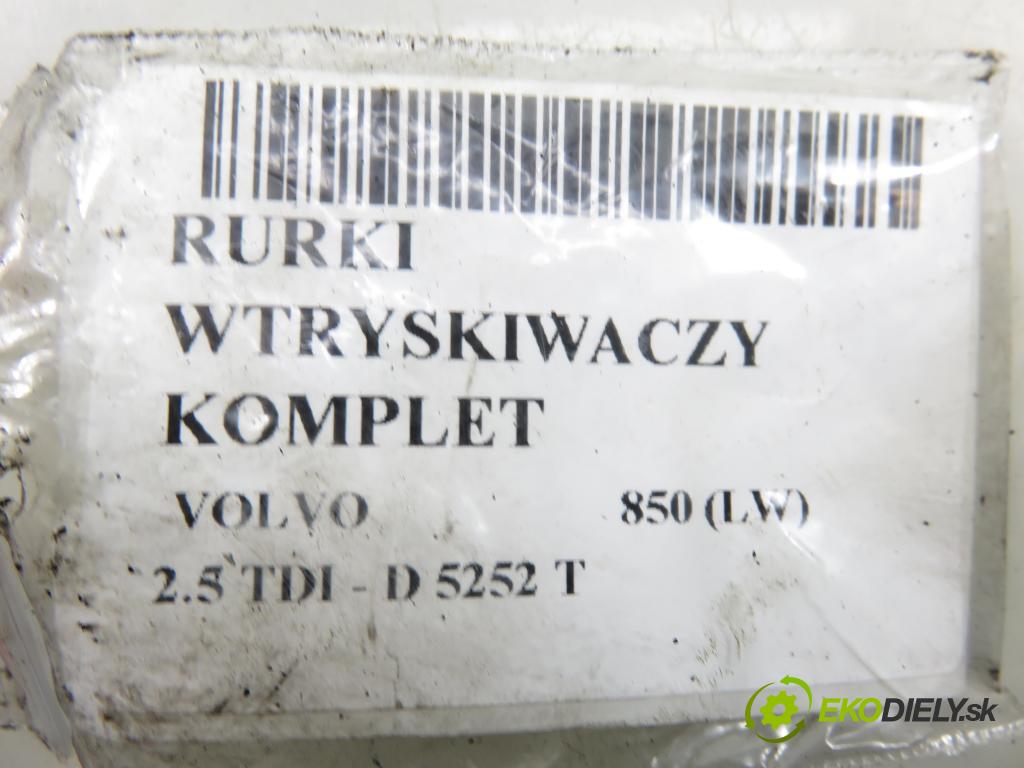 RURKI
WTRYSKIWACZY
KOMPLET
VOLVO 850 (LW)
2.5 TDI - D 5252 T
EKODIELY.sk